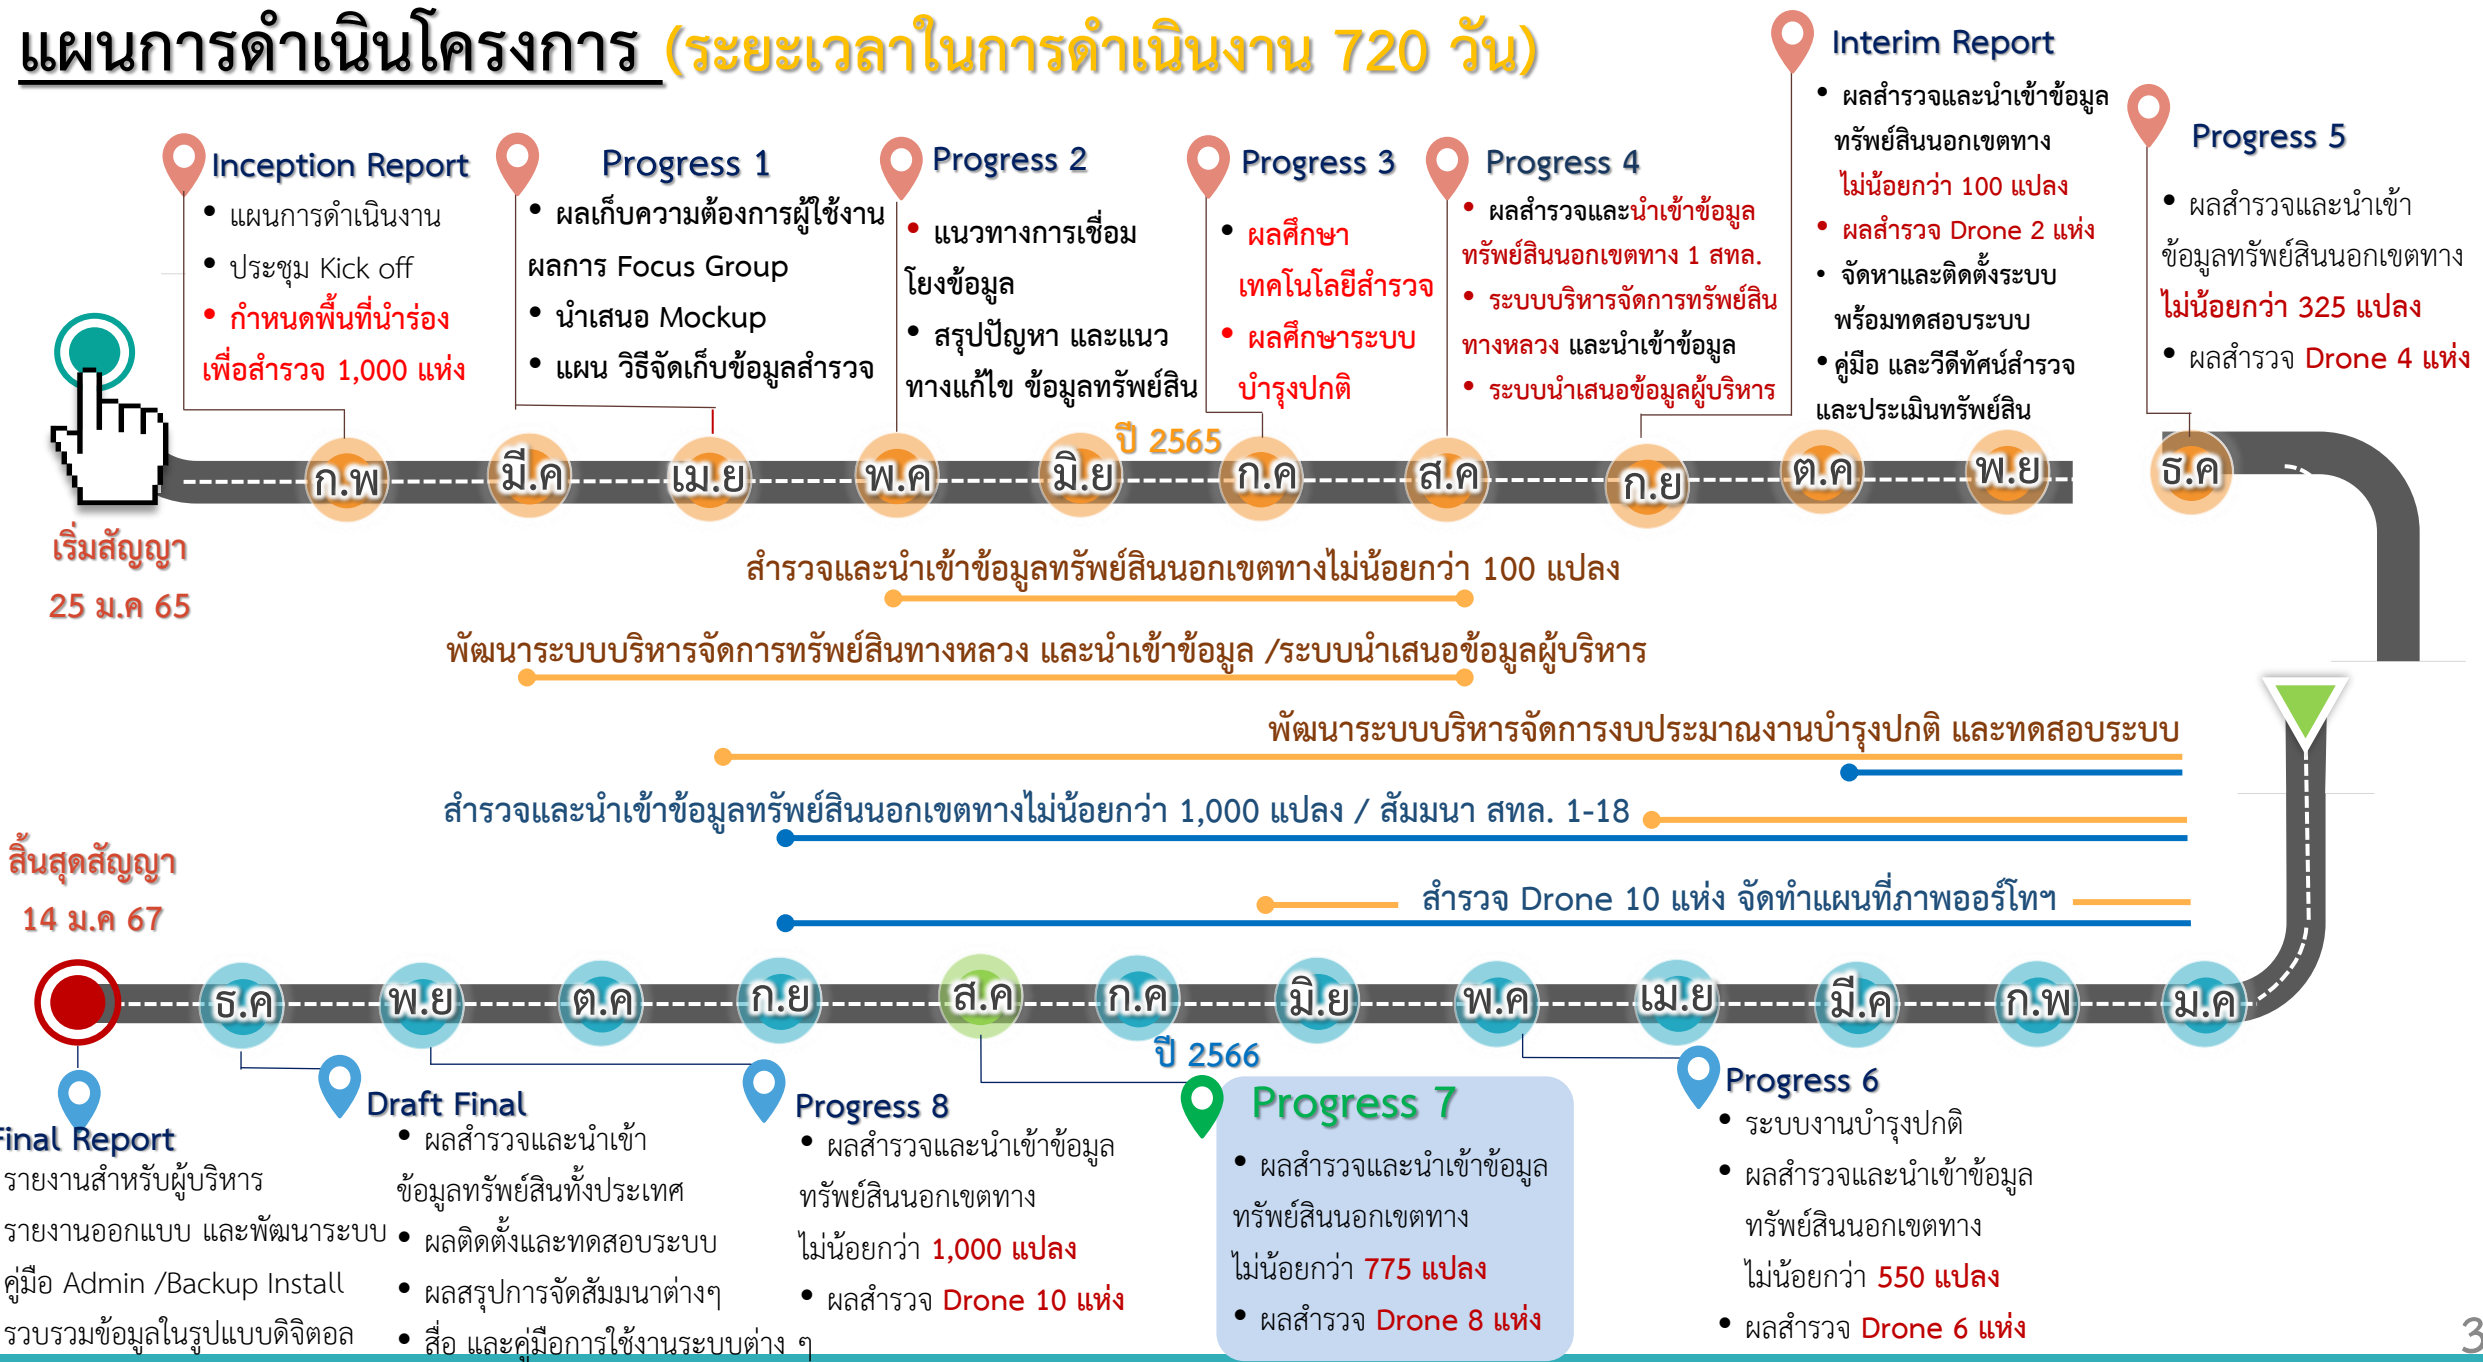 แผนการดำเนินโครงการ (ระยะเวลาในการดำเนินงาน 720 วัน)
Inception Report
• แผนการดำเนินงาน
• ประชุม Kick off
• กำหนดพื้นที่นำร่อง
เพื่อสำรวจ 1,000 แห่ง
Progress 1
• ผลเก็บความต้องการผู้ใช้งาน
ผลการ Focus Group
• นำเสนอ Mockup
• แผน วิธีจัดเก็บข้อมูลสำรวจ
Progress 2
• แนวทางการเชื่อม
โยงข้อมูล
• สรุปปัญหา และแนว
ทางแก้ไข ข้อมูลทรัพย์สิน
Progress 3
• ผลศึกษา
เทคโนโลยีสำรวจ
• ผลศึกษาระบบ
บำรุงปกติ
Progress 4
• ผลสำรวจและนำเข้าข้อมูล
ทรัพย์สินนอกเขตทาง 1 สทล.
• ระบบบริหารจัดการทรัพย์สิน
ทางหลวง และนำเข้าข้อมูล
• ระบบนำเสนอข้อมูลผู้บริหาร
Interim Report
• ผลสำรวจและนำเข้าข้อมูล
ทรัพย์สินนอกเขตทาง
ไม่น้อยกว่า 100 แปลง
• ผลสำรวจ Drone 2 แห่ง
• จัดหาและติดตั้งระบบ
พร้อมทดสอบระบบ
• คู่มือ และวีดีทัศน์สำรวจ
และประเมินทรัพย์สิน
Progress 5
• ผลสำรวจและนำเข้า
ข้อมูลทรัพย์สินนอกเขตทาง
ไม่น้อยกว่า 325 แปลง
• ผลสำรวจ Drone 4 แห่ง
ปี 2565
ก.พ มี.ค เม.ย พ.ค มิ.ย ก.ค ส.ค ก.ย ต.ค พ.ย ธ.ค
เริ่มสัญญา
25 ม.ค 65
สำรวจและนำเข้าข้อมูลทรัพย์สินนอกเขตทางไม่น้อยกว่า 100 แปลง
พัฒนาระบบบริหารจัดการทรัพย์สินทางหลวง และนำเข้าข้อมูล /ระบบนำเสนอข้อมูลผู้บริหาร
พัฒนาระบบบริหารจัดการงบประมาณงานบำรุงปกติ และทดสอบระบบ
สำรวจและนำเข้าข้อมูลทรัพย์สินนอกเขตทางไม่น้อยกว่า 1,000 แปลง / สัมมนา สทล. 1-18
สำรวจ Drone 10 แห่ง จัดทำแผนที่ภาพออร์โทฯ
สิ้นสุดสัญญา
14 ม.ค 67
ธ.ค พ.ย ต.ค ก.ย ส.ค ก.ค มิ.ย พ.ค เม.ย มี.ค ก.พ ม.ค
ปี 2566
Final Report
รายงานสำหรับผู้บริหาร
รายงานออกแบบ และพัฒนาระบบ
คู่มือ Admin /Backup Install
รวบรวมข้อมูลในรูปแบบดิจิตอล
Draft Final
• ผลสำรวจและนำเข้า
ข้อมูลทรัพย์สินทั้งประเทศ
• ผลติดตั้งและทดสอบระบบ
• ผลสรุปการจัดสัมมนาต่างๆ
• สื่อ และคู่มือการใช้งานระบบต่าง ๆ
Progress 8
• ผลสำรวจและนำเข้าข้อมูล
ทรัพย์สินนอกเขตทาง
ไม่น้อยกว่า 1,000 แปลง
• ผลสำรวจ Drone 10 แห่ง
Progress 7
• ผลสำรวจและนำเข้าข้อมูล
ทรัพย์สินนอกเขตทาง
ไม่น้อยกว่า 775 แปลง
• ผลสำรวจ Drone 8 แห่ง
Progress 6
• ระบบงานบำรุงปกติ
• ผลสำรวจและนำเข้าข้อมูล
ทรัพย์สินนอกเขตทาง
ไม่น้อยกว่า 550 แปลง
• ผลสำรวจ Drone 6 แห่ง
3